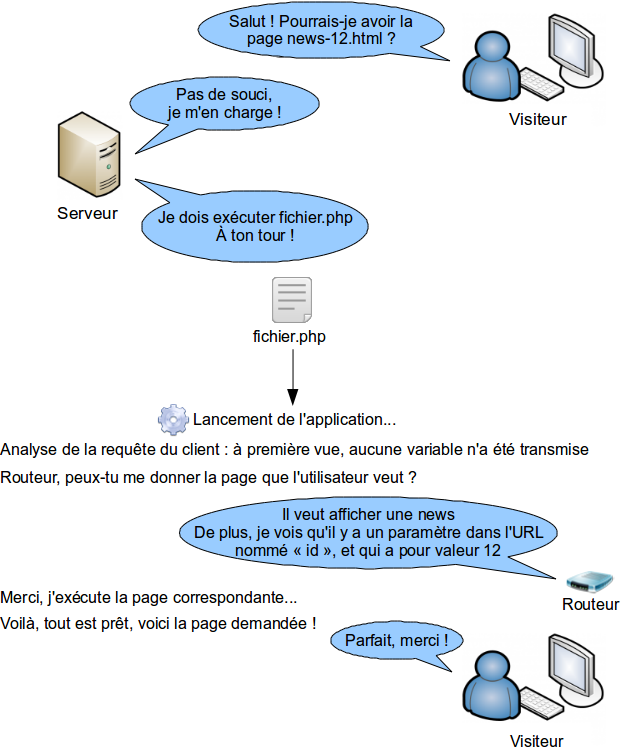 Salut ! Pourrais-je avoir la
page news-12.html ?
Visiteur
Pas de souci,
je m'en charge !
Serveur
Je dois exécuter fichier.php
À ton tour !
fichier.php
Lancement de l'application...
Analyse de la requête du client : à première vue, aucune variable n'a été transmise
Routeur, peux-tu me donner la page que l'utilisateur veut ?
Il veut afficher une news
De plus, je vois qu'il y a un paramètre dans l'URL
nommé « id », et qui a pour valeur 12
Routeur
Merci, j'exécute la page correspondante...
Voilà, tout est prêt, voici la page demandée !
Parfait, merci !
Visiteur